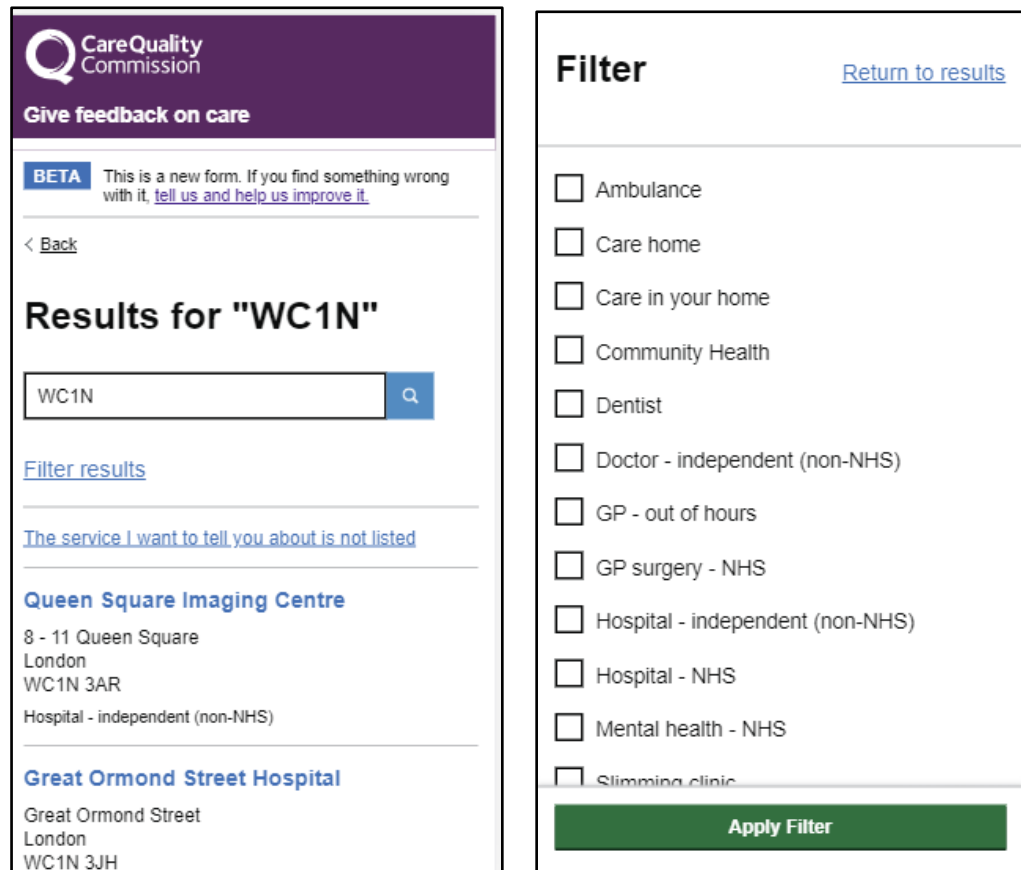 CareQuality
Commission
Give feedback on care
BETA
This is a new form. If you find something wrong
with it, tell us and help us improve it.
< Back
Results for "WC1N"
WC1N
Filter results
The service I want to tell you about is not listed
Queen Square Imaging Centre
8 - 11 Queen Square
London
WC1N 3AR
Hospital - independent (non-NHS)
Great Ormond Street Hospital
Great Ormond Street
London
WC1N 3JH
Filter
Return to results
Ambulance
Care home
Care in your home
Community Health
Dentist
Doctor - independent (non-NHS)
GP - out of hours
GP surgery - NHS
Hospital - independent (non-NHS)
Hospital - NHS
Mental health - NHS
Slimming clinic
Apply Filter